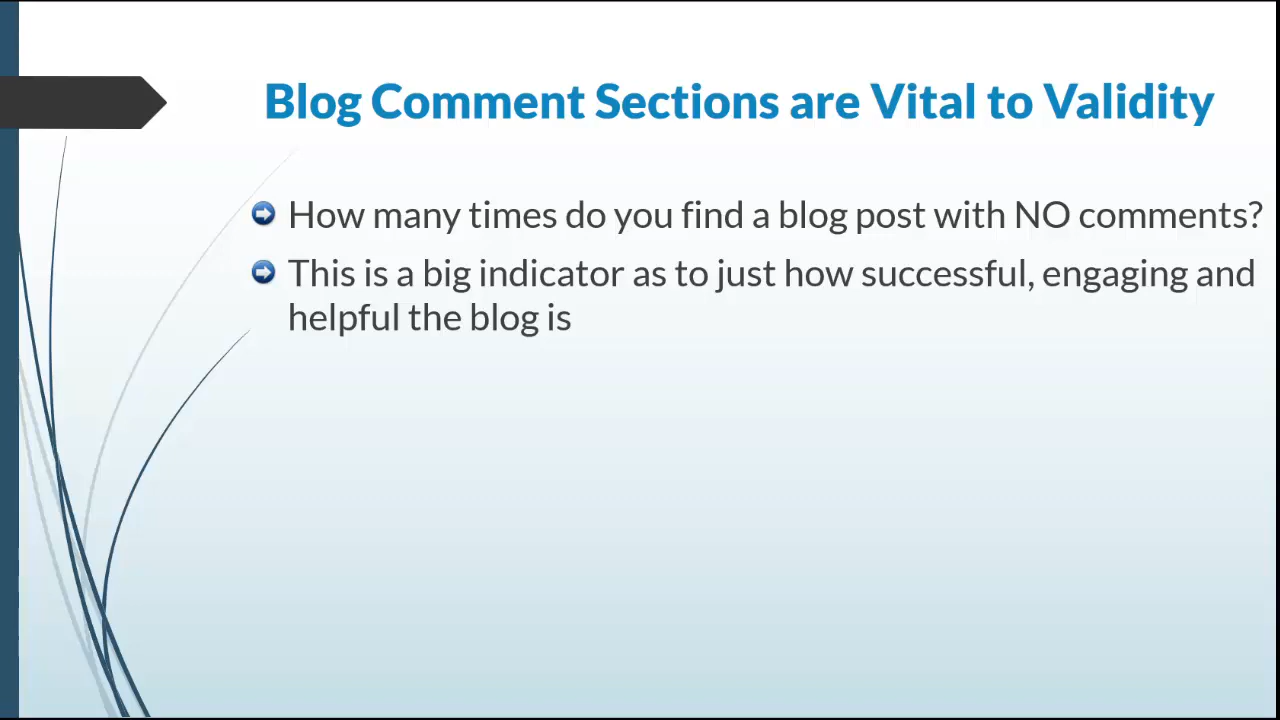 Blog Comment Sections are Vital to Validity
How many times do you find a blog post with NO comments?
This is a big indicator as to just how successful, engaging and
helpful the blog is